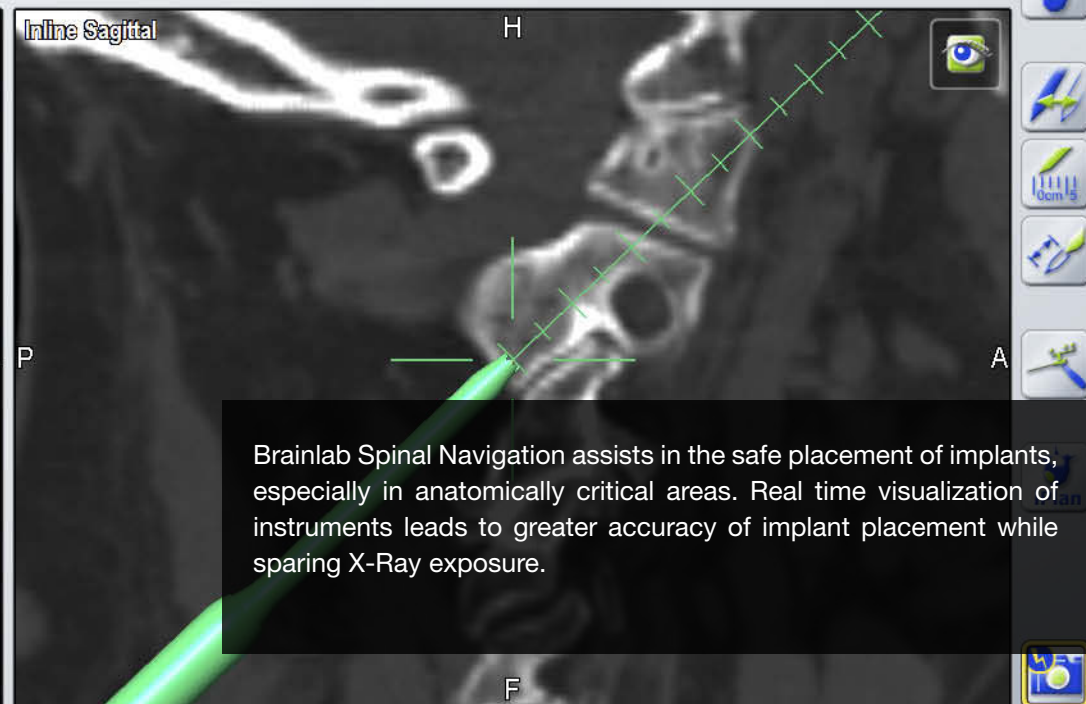 Inline Sagittal
H
0cm 5
P
A
Brainlab Spinal Navigation assists in the safe placement of implants,
especially in anatomically critical areas. Real time visualization of
instruments leads to greater accuracy of implant placement while
sparing X-Ray exposure.
F